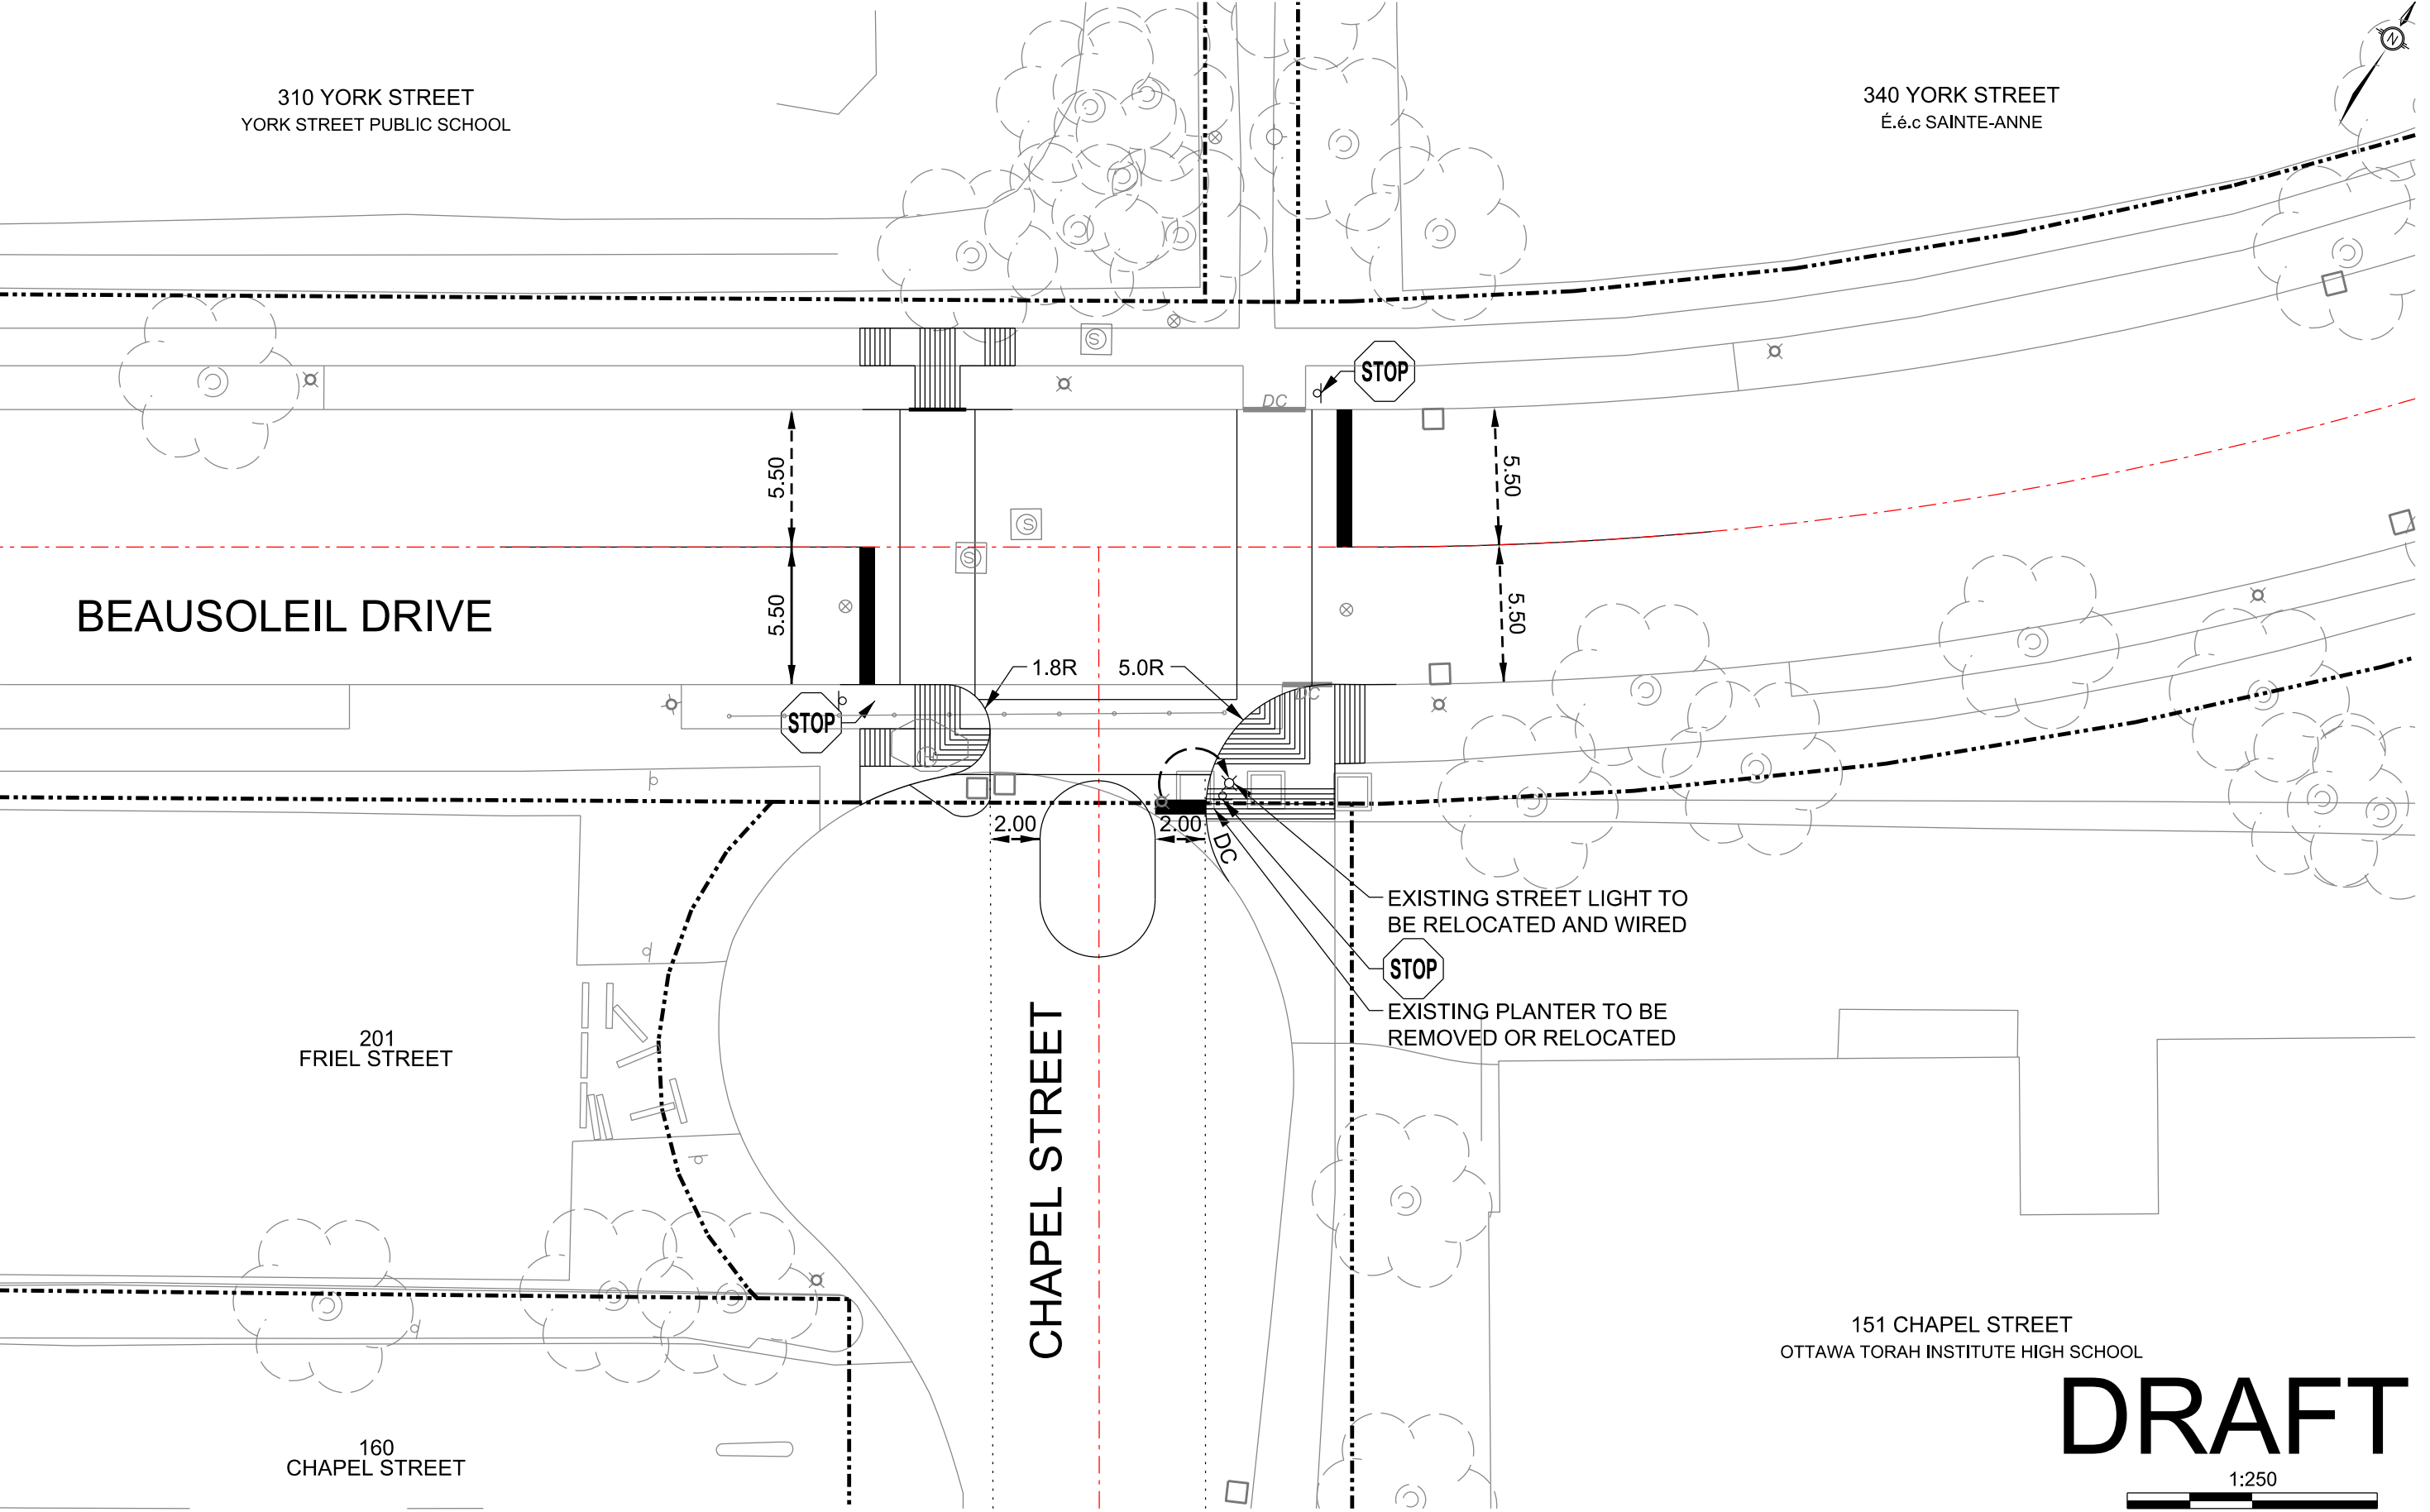 310 YORK STREET
YORK STREET PUBLIC SCHOOL
340 YORK STREET
É.é.c SAINTE-ANNE
N
S
STOP
DC
5.50
5.50
S
S
BEAUSOLEIL DRIVE
5.50
5.50
1.8R
5.0R
DC
STOP
2.00
2.00
DC
EXISTING STREET LIGHT TO
BE RELOCATED AND WIRED
STOP
EXISTING PLANTER TO BE
REMOVED OR RELOCATED
201
FRIEL STREET
CHAPEL STREET
151 CHAPEL STREET
OTTAWA TORAH INSTITUTE HIGH SCHOOL
DRAFT
160
CHAPEL STREET
1:250